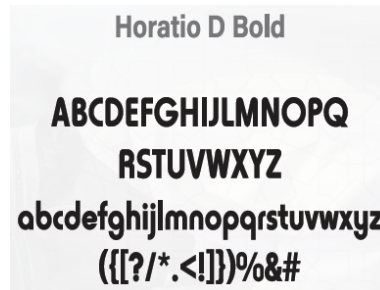 Horatio D Bold
ABCDEFGHIJLMNOPQ
RSTUVWXYZ
abcdefghijlmnopqrstuvwxyz
({[?/*.<!]})%&#